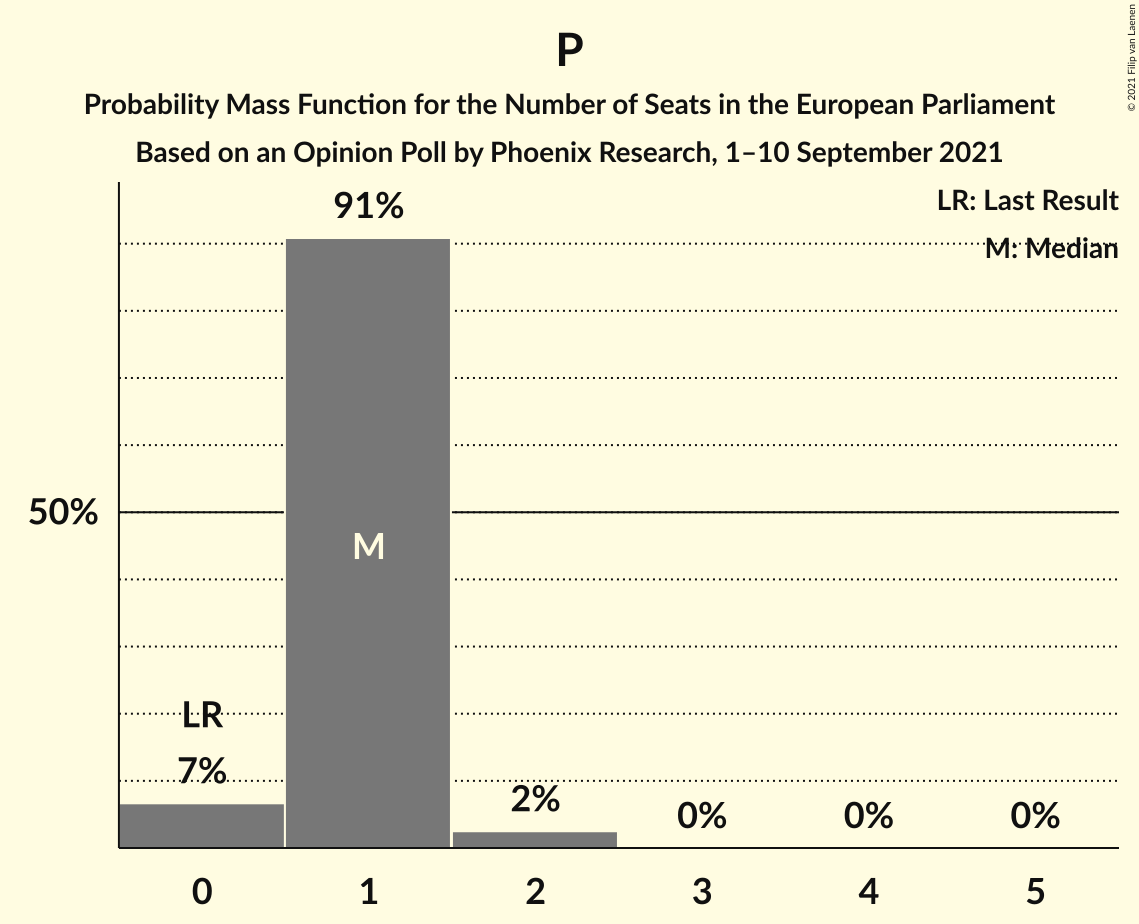 P
Probability Mass Function for the Number of Seats in the European Parliament
Based on an Opinion Poll by Phoenix Research, 1–10 September 2021
© 2021 Filip van Laenen
LR: Last Result
M: Median
91%
50%
M
LR
7%
2%
0%
0%
0%
0
1
2
3
4
5